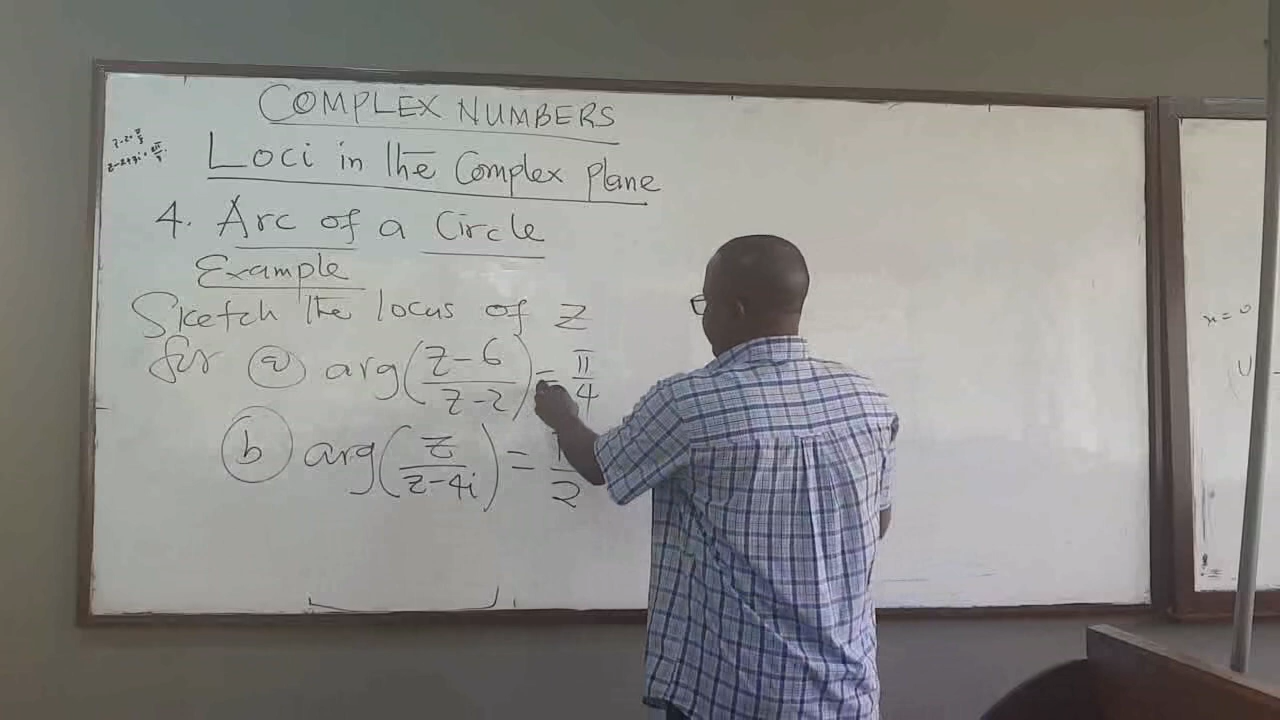 COMPLEX NUMBERS
Loci in the Complex plane
4. Arc of a Circle
Example
Sketch the locus of z
for (a) arg((z-6)/(z-2)) = π/4
(b) arg(z/(z-4i)) = /2
x=0